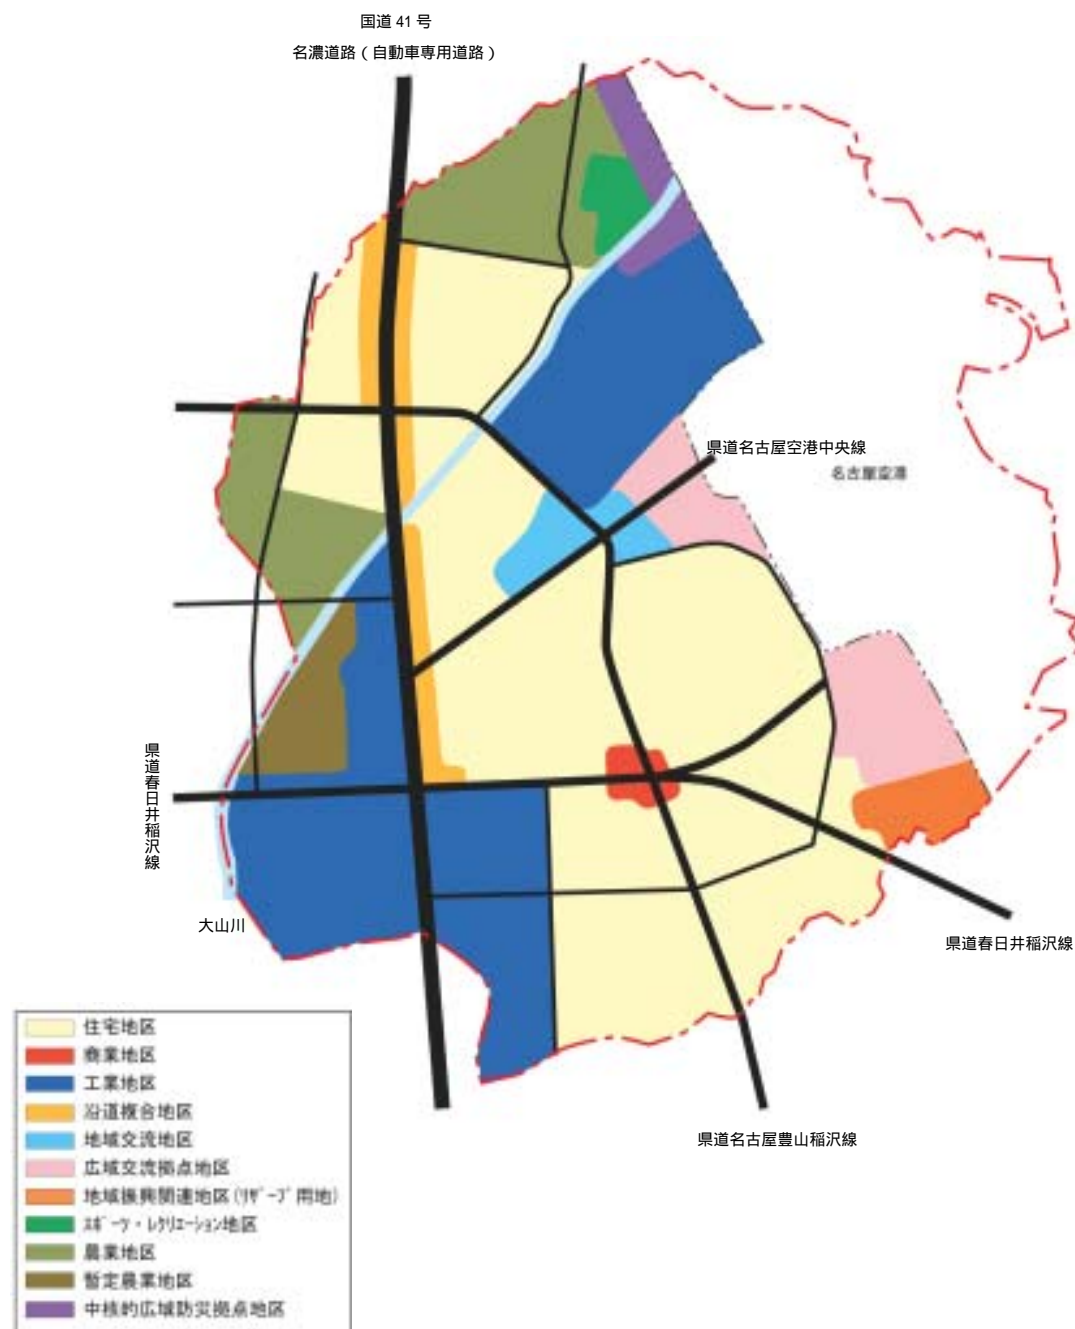 国道 41 号
名濃道路（自動車専用道路）
県道名古屋空港中央線
名古屋空港
県道春日井稲沢線
大山川
県道春日井稲沢線
県道名古屋豊山稲沢線
住宅地区
商業地区
工業地区
沿道複合地区
地域交流地区
広域交流拠点地区
地域振興関連地区(ﾘｻﾞｰﾌﾞ用地)
ｽﾎﾟｰﾂ・ﾚｸﾘｴｰｼｮﾝ地区
農業地区
暫定農業地区
中核的広域防災拠点地区